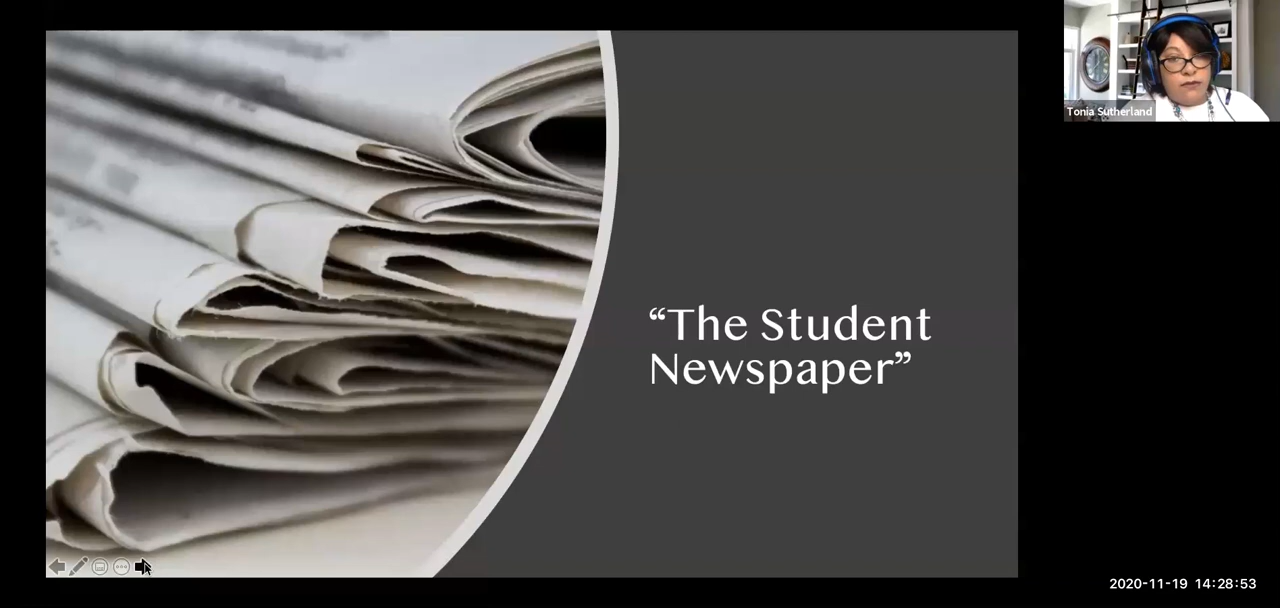 “The Student
Newspaper”
Tonia Sutherland
2020-11-19 14:28:53